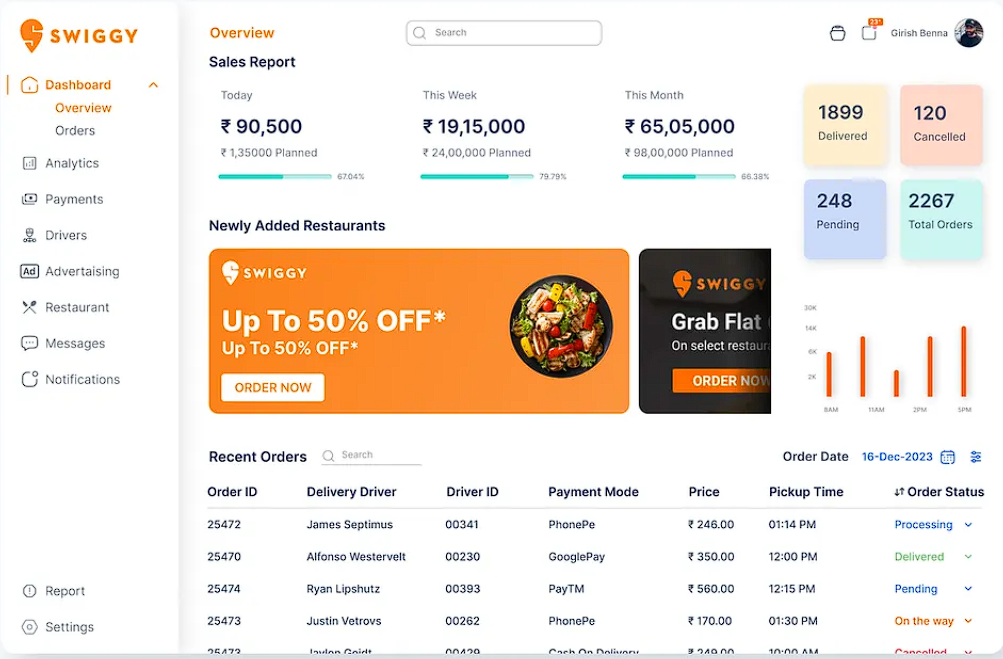 SWIGGY
Dashboard
Overview
Orders
Analytics
Payments
Drivers
Ad Advertaising
Restaurant
Messages
Notifications
Report
Settings
Overview
Search
23+
Girish Benna
Sales Report
Today
₹ 90,500
₹ 1,35000 Planned
67.04%
This Week
₹ 19,15,000
₹ 24,00,000 Planned
79.79%
This Month
₹ 65,05,000
₹ 98,00,000 Planned
66.38%
1899
Delivered
120
Cancelled
248
Pending
2267
Total Orders
Newly Added Restaurants
SWIGGY
Up To 50% OFF*
Up To 50% OFF*
ORDER NOW
SWIGGY
Grab Flat
On select restaura
ORDER NOW
30K
14K
6K
2K
8AM 11AM 2PM 5PM
Recent Orders
Search
Order Date 16-Dec-2023
Order ID Delivery Driver Driver ID Payment Mode Price Pickup Time Order Status
25472 James Septimus 00341 PhonePe ₹ 246.00 01:14 PM Processing
25470 Alfonso Westervelt 00230 GooglePay ₹ 350.00 12:00 PM Delivered
25474 Ryan Lipshutz 00393 PayTM ₹ 560.00 12:15 PM Pending
25473 Justin Vetrovs 00262 PhonePe ₹ 170.00 01:30 PM On the way
25473 Jaylon Geidt 00429 Cash On Delivery ₹ 249.00 10:00 AM Cancelled